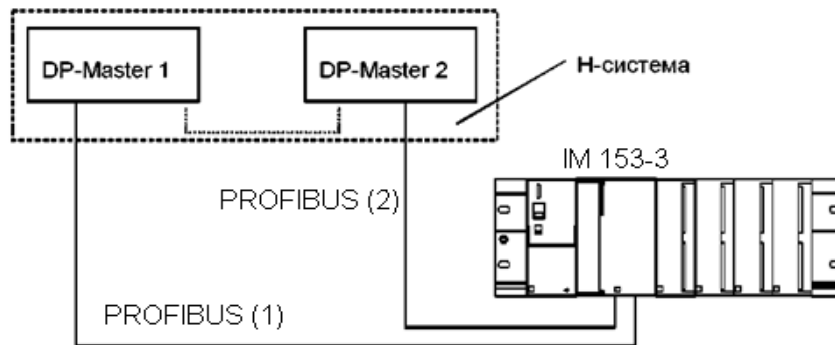 DP-Master 1
DP-Master 2
Н-система
IM 153-3
PROFIBUS (2)
PROFIBUS (1)